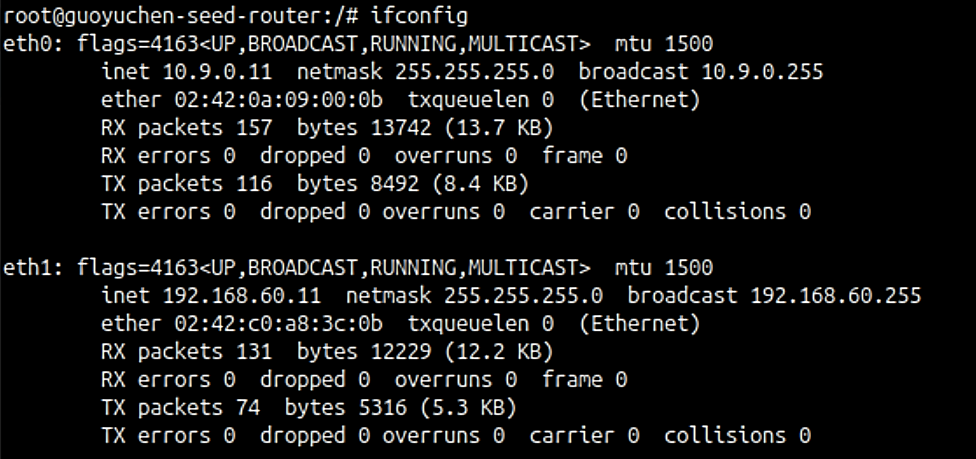 root@guoyuchen-seed-router:/# ifconfig
eth0: flags=4163<UP,BROADCAST,RUNNING,MULTICAST>  mtu 1500
        inet 10.9.0.11  netmask 255.255.255.0  broadcast 10.9.0.255
        ether 02:42:0a:09:00:0b  txqueuelen 0  (Ethernet)
        RX packets 157  bytes 13742 (13.7 KB)
        RX errors 0  dropped 0  overruns 0  frame 0
        TX packets 116  bytes 8492 (8.4 KB)
        TX errors 0  dropped 0 overruns 0  carrier 0  collisions 0

eth1: flags=4163<UP,BROADCAST,RUNNING,MULTICAST>  mtu 1500
        inet 192.168.60.11  netmask 255.255.255.0  broadcast 192.168.60.255
        ether 02:42:c0:a8:3c:0b  txqueuelen 0  (Ethernet)
        RX packets 131  bytes 12229 (12.2 KB)
        RX errors 0  dropped 0  overruns 0  frame 0
        TX packets 74  bytes 5316 (5.3 KB)
        TX errors 0  dropped 0 overruns 0  carrier 0  collisions 0